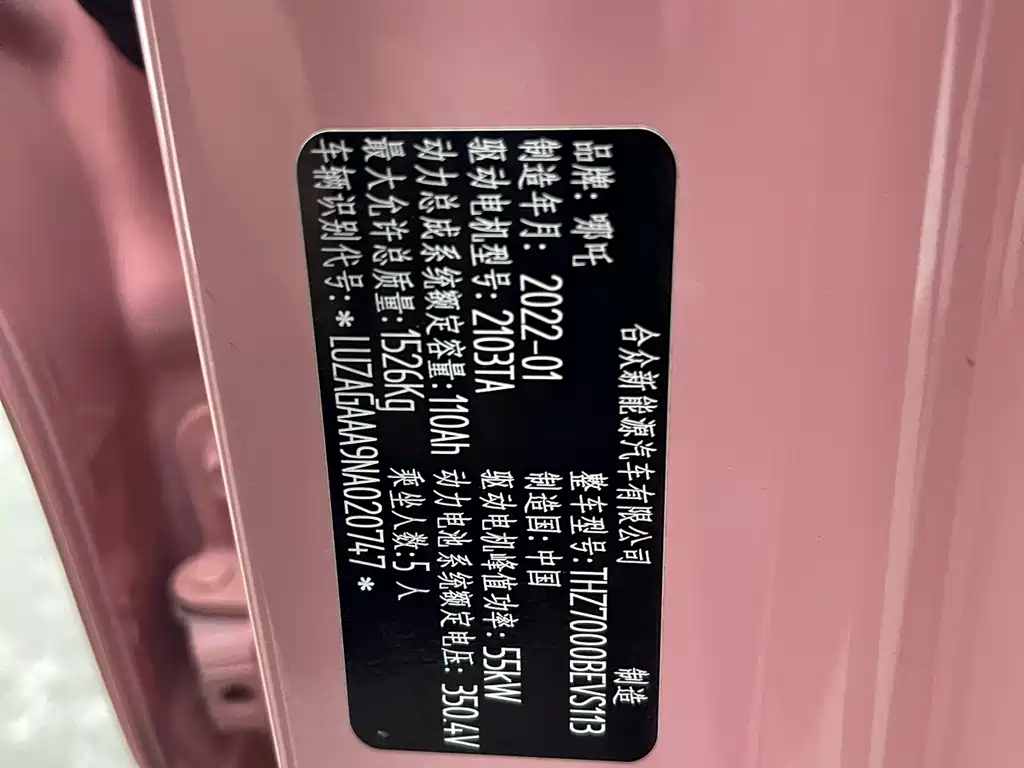 合众新能源汽车有限公司 制造
品牌: 哪吒 整车型号: THZ7000BEVS113
制造年月: 2022-01 制造国: 中国
驱动电机型号: 2103TA 驱动电机峰值功率: 55kW
动力总成系统额定容量: 110Ah 动力电池系统额定电压: 350.4V
最大允许总质量: 1526Kg 乘坐人数: 5 人
车辆识别代号: *LUZAGAAA9NA020747*